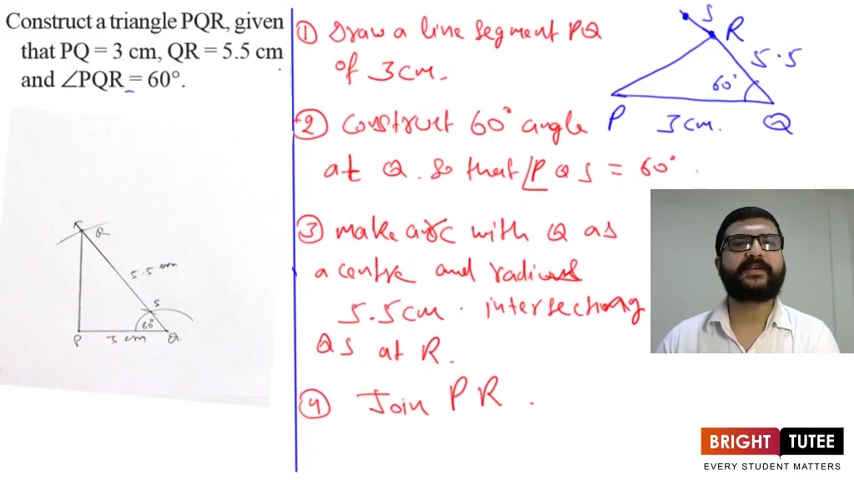 Construct a triangle PQR, given
that PQ = 3 cm, QR = 5.5 cm
and ∠PQR = 60°.
R
5.5 cm
S
60°
P
3 cm
Q
① Draw a line segment PQ
of 3cm.
② Construct 60° angle
at Q. So that ∠PQS = 60°.
③ make arc with Q as
a centre and radius
5.5cm. intersecting
QS at R.
④ Join PR.
S
R
5.5
60°
P
3 cm.
Q
BRIGHT TUTEE
EVERY STUDENT MATTERS